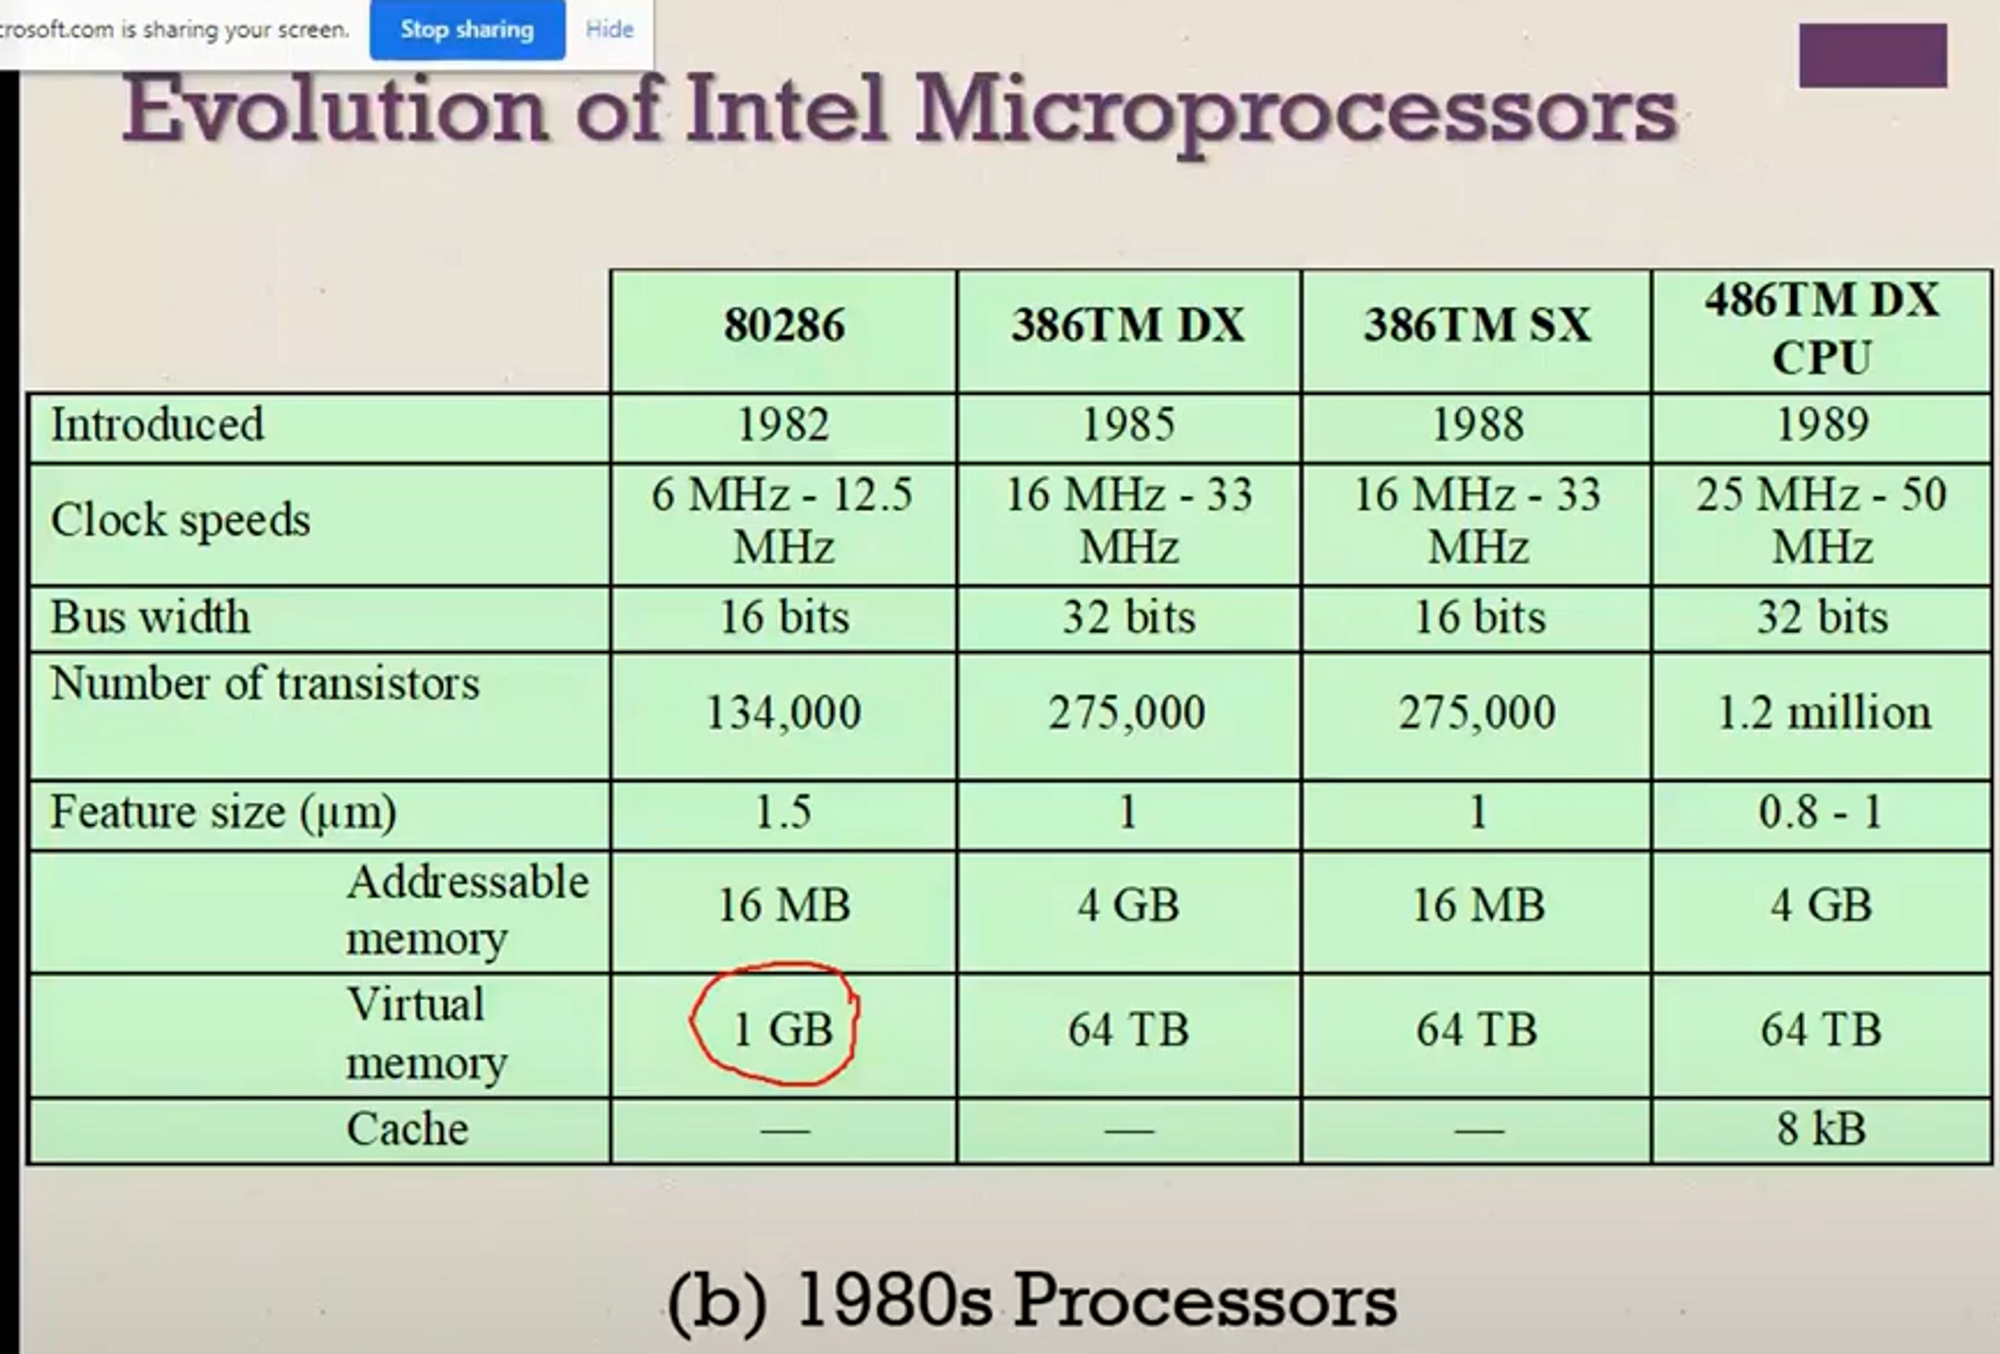 crosoft.com is sharing your screen. Stop sharing Hide
Evolution of Intel Microprocessors
80286 386TM DX 386TM SX 486TM DX
CPU
Introduced 1982 1985 1988 1989
Clock speeds 6 MHz - 12.5 16 MHz - 33 16 MHz - 33 25 MHz - 50
MHz MHz MHz MHz
Bus width 16 bits 32 bits 16 bits 32 bits
Number of transistors 134,000 275,000 275,000 1.2 million
Feature size (µm) 1.5 1 1 0.8 - 1
Addressable
memory 16 MB 4 GB 16 MB 4 GB
Virtual
memory 1 GB 64 TB 64 TB 64 TB
Cache — — — 8 kB
(b) 1980s Processors